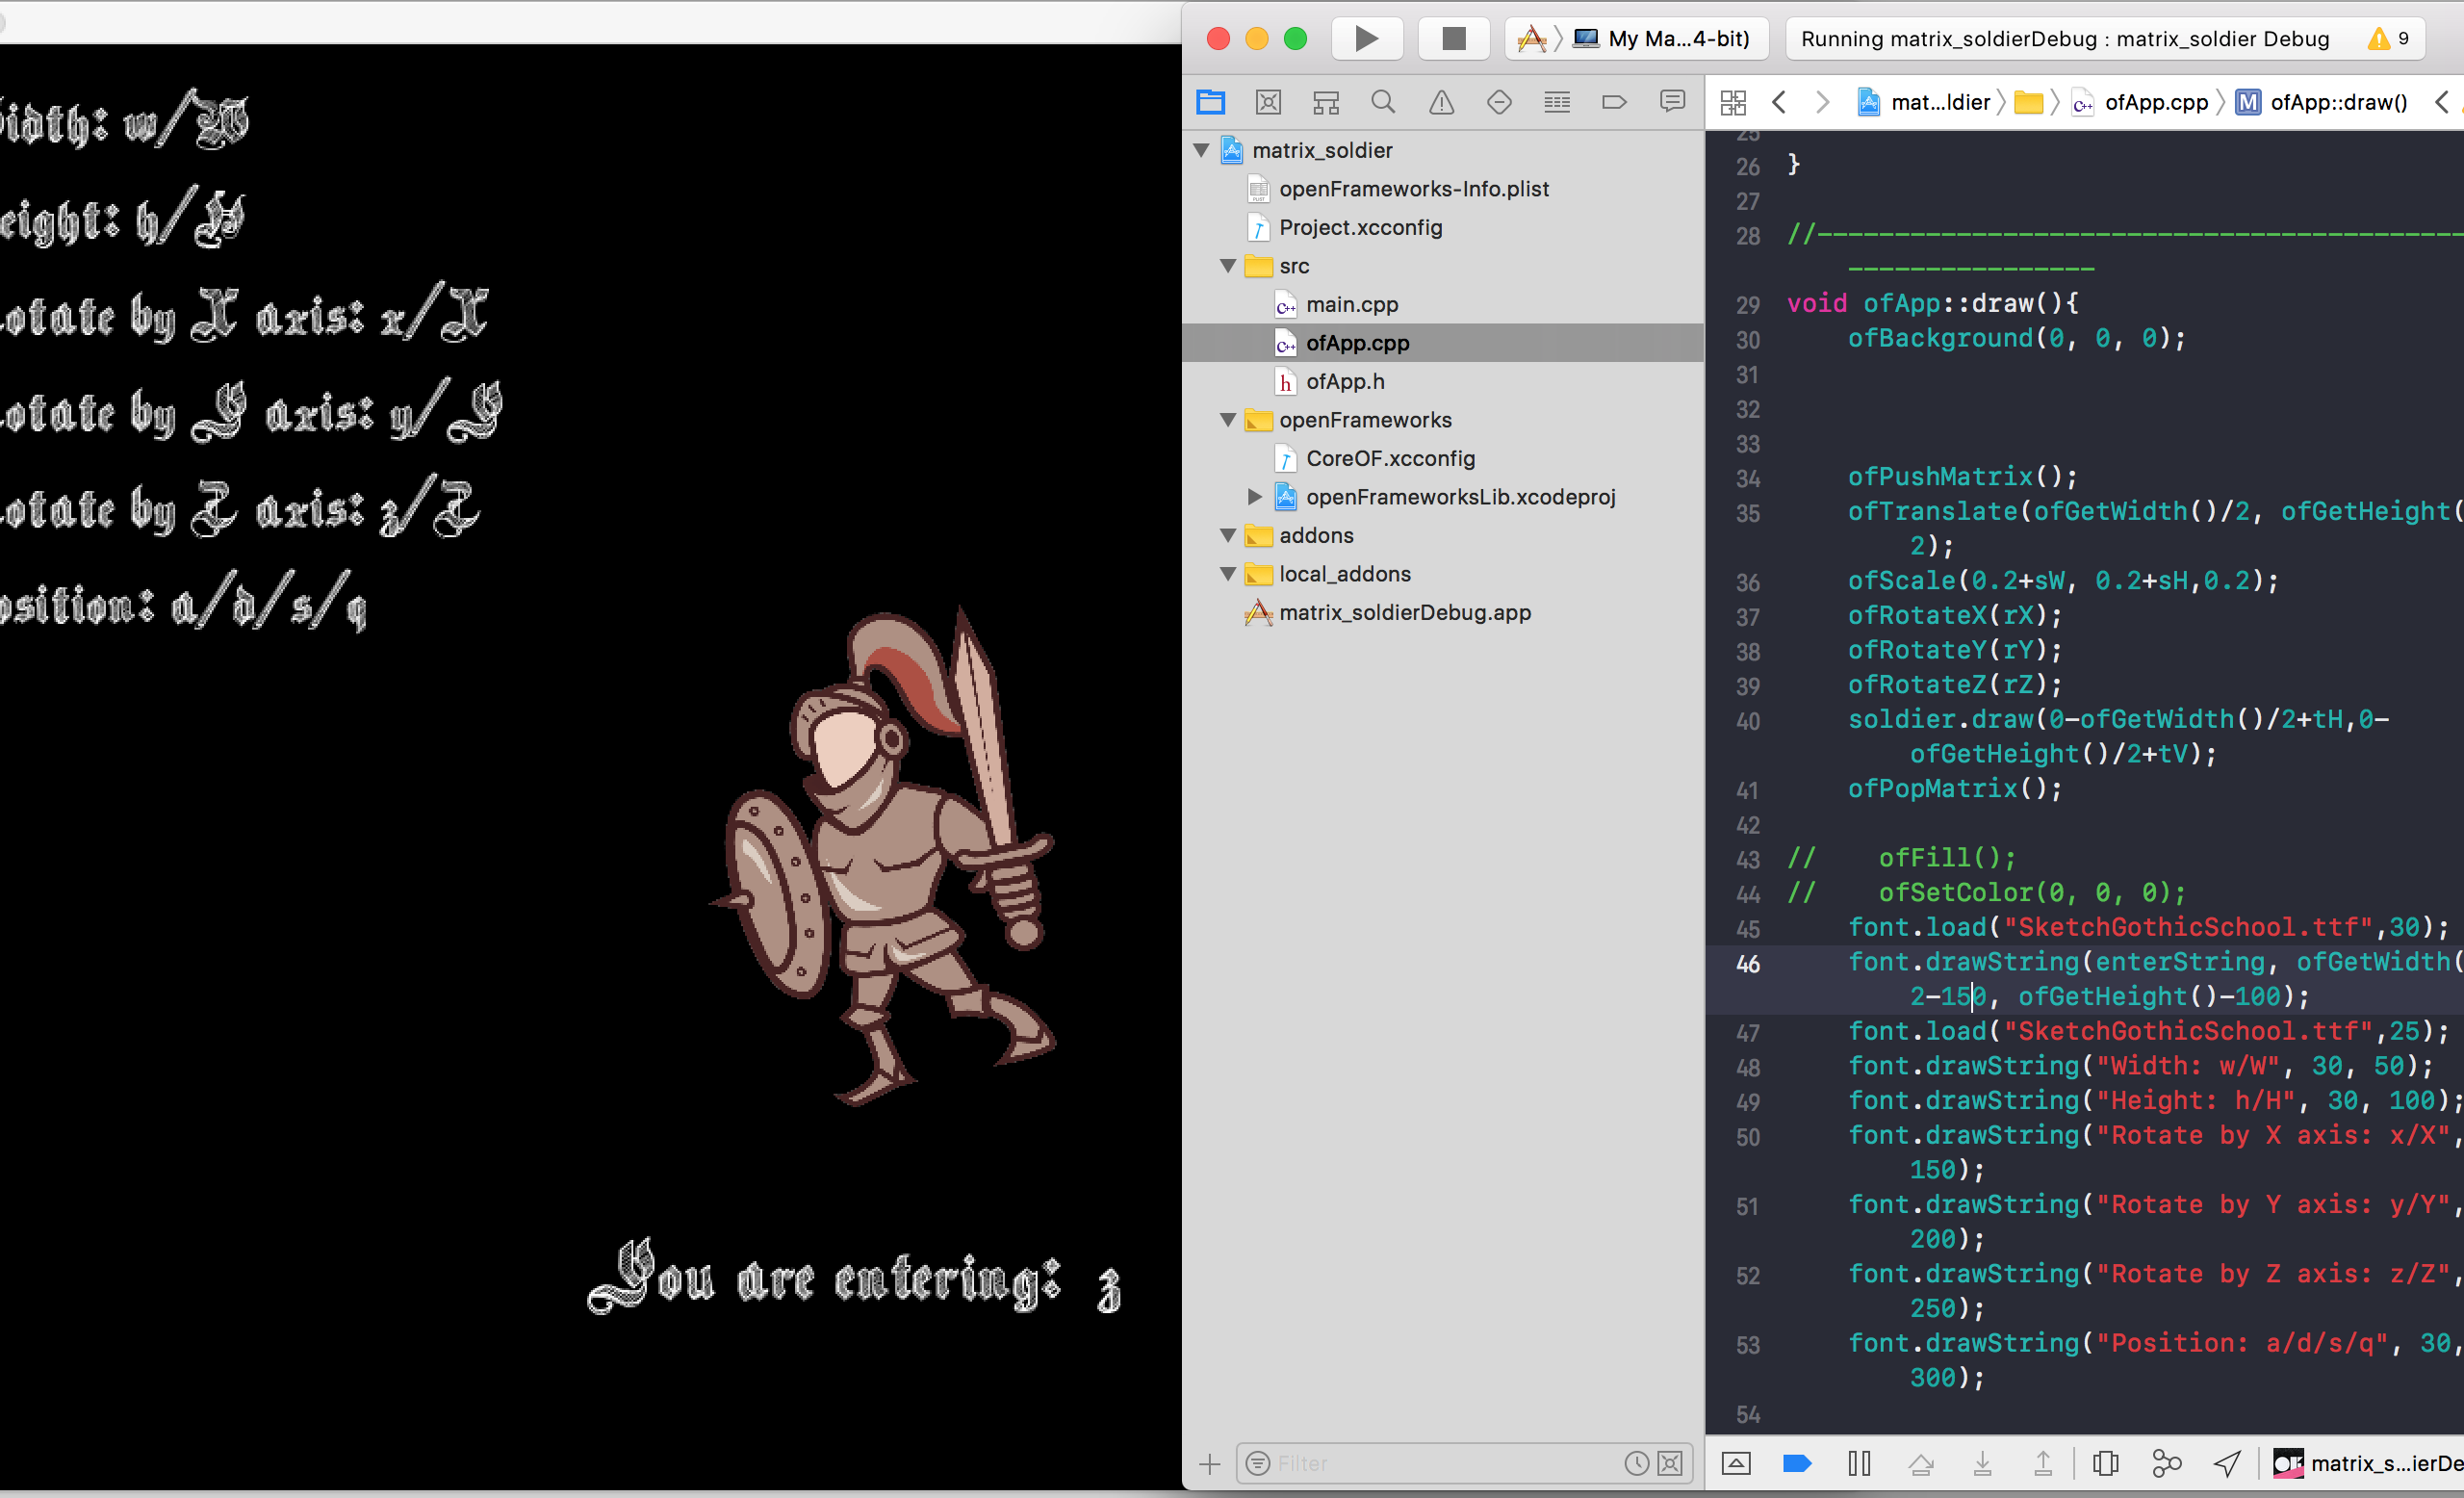 idth: w/W
eight: h/H
otate by X axis: x/X
otate by Y axis: y/Y
otate by Z axis: z/Z
osition: a/d/s/q
You are entering: z
My Ma...4-bit)
Running matrix_soldierDebug : matrix_soldier Debug
9
matrix_soldier
openFrameworks-Info.plist
Project.xcconfig
src
main.cpp
ofApp.cpp
ofApp.h
openFrameworks
CoreOF.xcconfig
openFrameworksLib.xcodeproj
addons
local_addons
matrix_soldierDebug.app
Filter
mat...ldier
ofApp.cpp
M
ofApp::draw()
25
26 }
27
28 //----------------------------------------
----------------
29 void ofApp::draw(){
30 ofBackground(0, 0, 0);
31
32
33
34 ofPushMatrix();
35 ofTranslate(ofGetWidth()/2, ofGetHeight(
2);
36 ofScale(0.2+sW, 0.2+sH,0.2);
37 ofRotateX(rX);
38 ofRotateY(rY);
39 ofRotateZ(rZ);
40 soldier.draw(0-ofGetWidth()/2+tH,0-
ofGetHeight()/2+tV);
41 ofPopMatrix();
42
43 // ofFill();
44 // ofSetColor(0, 0, 0);
45 font.load("SketchGothicSchool.ttf",30);
46 font.drawString(enterString, ofGetWidth(
2-150, ofGetHeight()-100);
47 font.load("SketchGothicSchool.ttf",25);
48 font.drawString("Width: w/W", 30, 50);
49 font.drawString("Height: h/H", 30, 100);
50 font.drawString("Rotate by X axis: x/X",
150);
51 font.drawString("Rotate by Y axis: y/Y",
200);
52 font.drawString("Rotate by Z axis: z/Z",
250);
53 font.drawString("Position: a/d/s/q", 30,
300);
54
matrix_s...ierDe